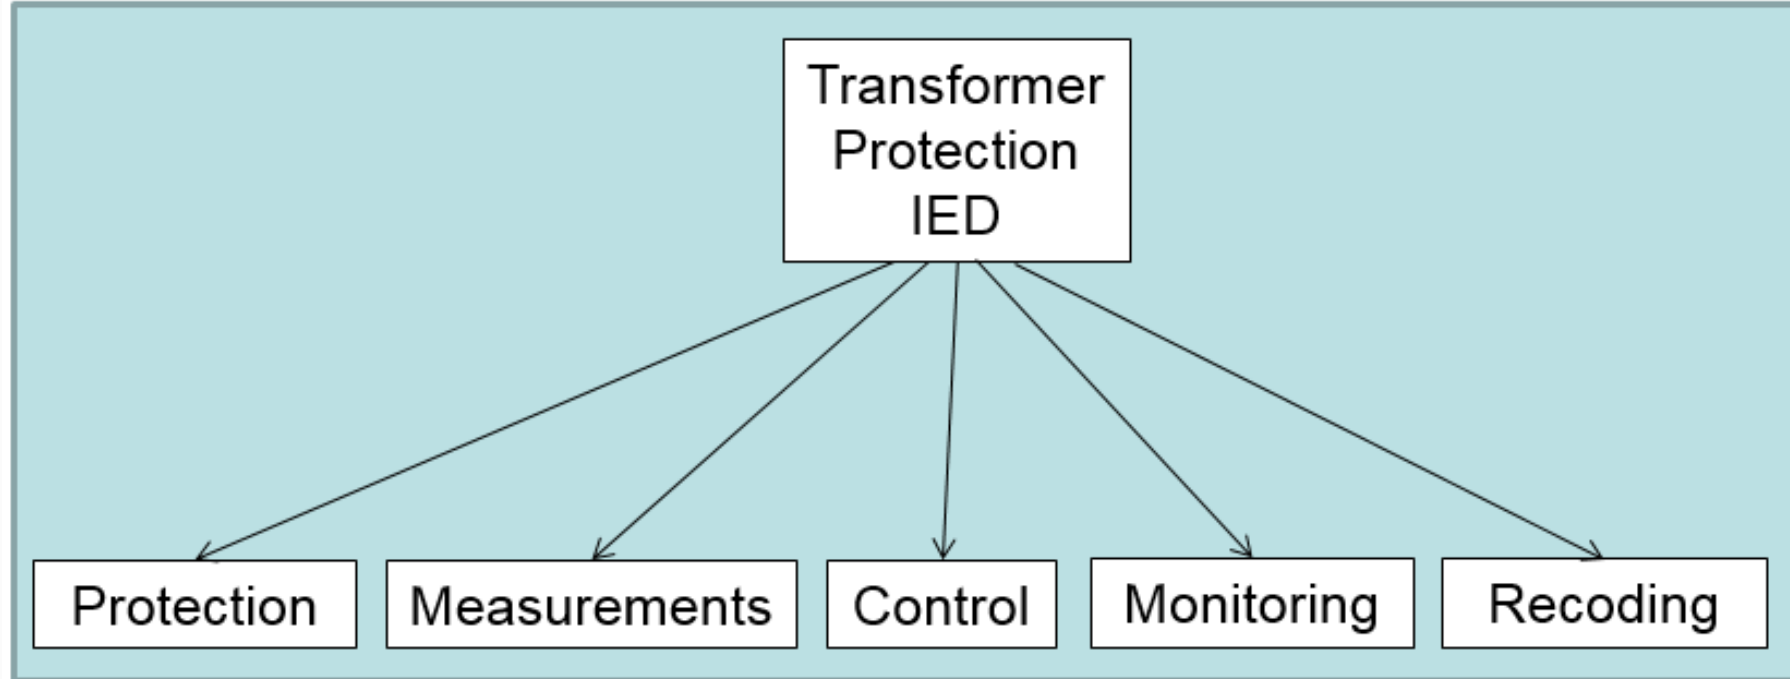 Transformer
Protection
IED
Protection
Measurements
Control
Monitoring
Recoding